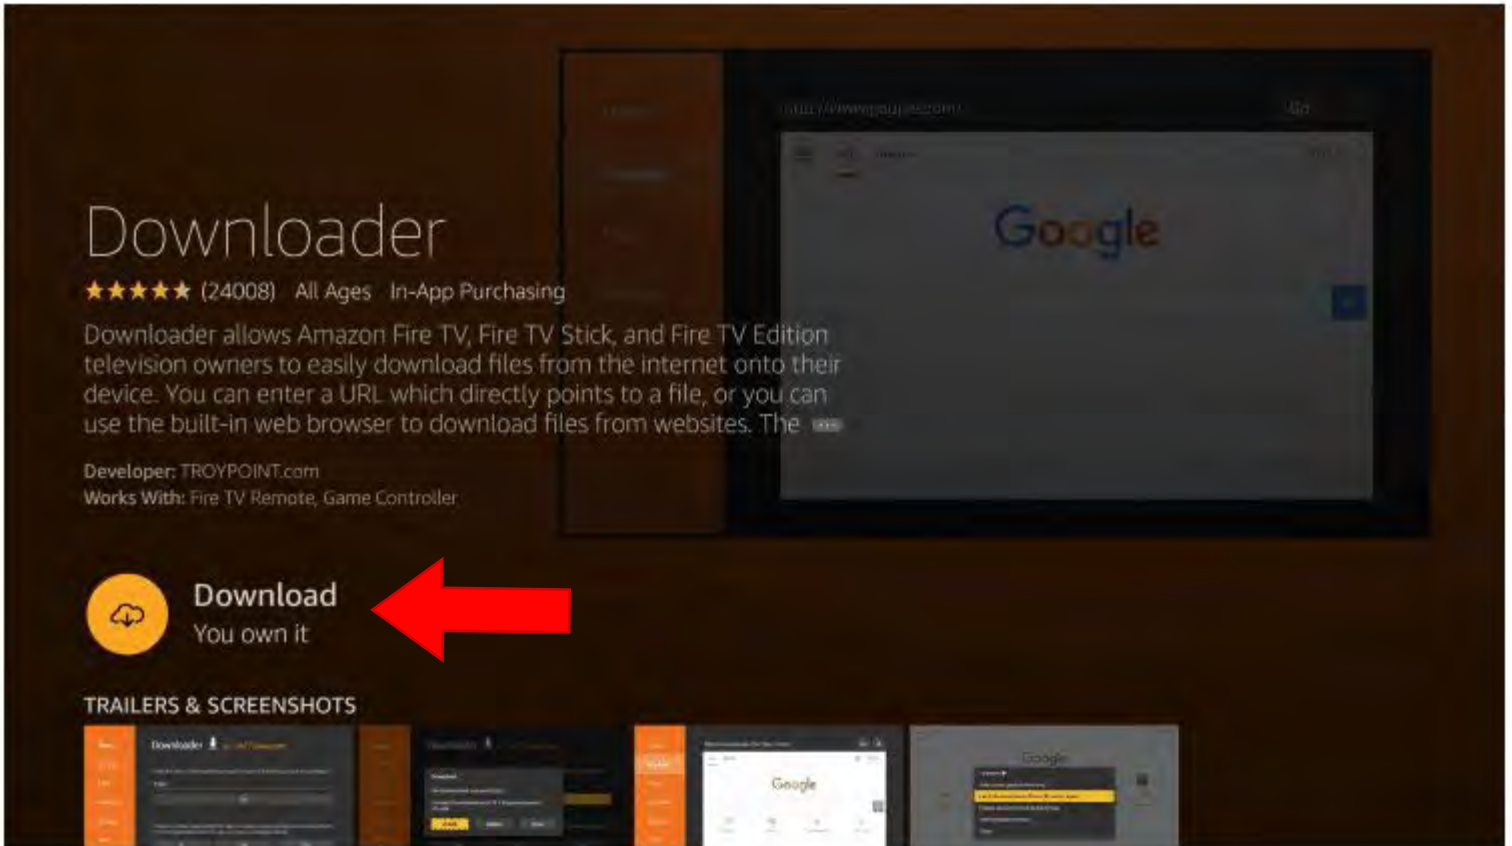 Google
Downloader
(24008) All Ages In-App Purchasing
Downloader allows Amazon Fire TV, Fire TV Stick, and Fire TV Edition
television owners to easily download files from the internet onto their
device. You can enter a URL which directly points to a file, or you can
use the built-in web browser to download files from websites. The
Developer: TROYPOINT.com
Works With: Fire TV Remote, Game Controller
Download
You own it
TRAILERS & SCREENSHOTS
Downloader
Google
Google